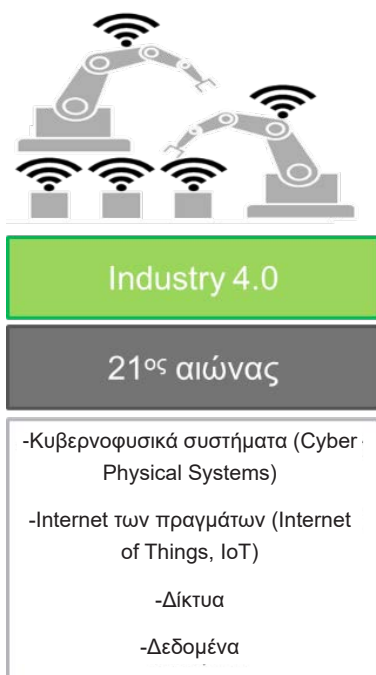 Industry 4.0
21ος αιώνας
-Κυβερνοφυσικά συστήματα (Cyber-
Physical Systems)
-Internet των πραγμάτων (Internet
of Things, IoT)
-Δίκτυα
-Δεδομένα